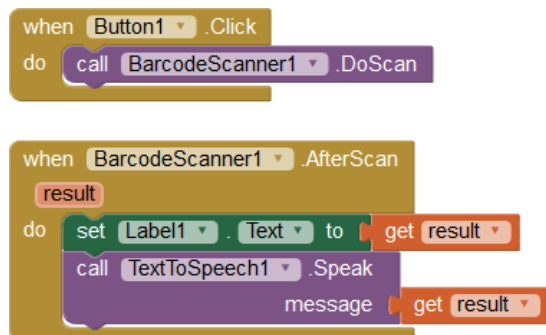 when Button1 .Click
do call BarcodeScanner1 .DoScan
when BarcodeScanner1 .AfterScan
result
do set Label1 . Text to get result
call TextToSpeech1 .Speak
message get result